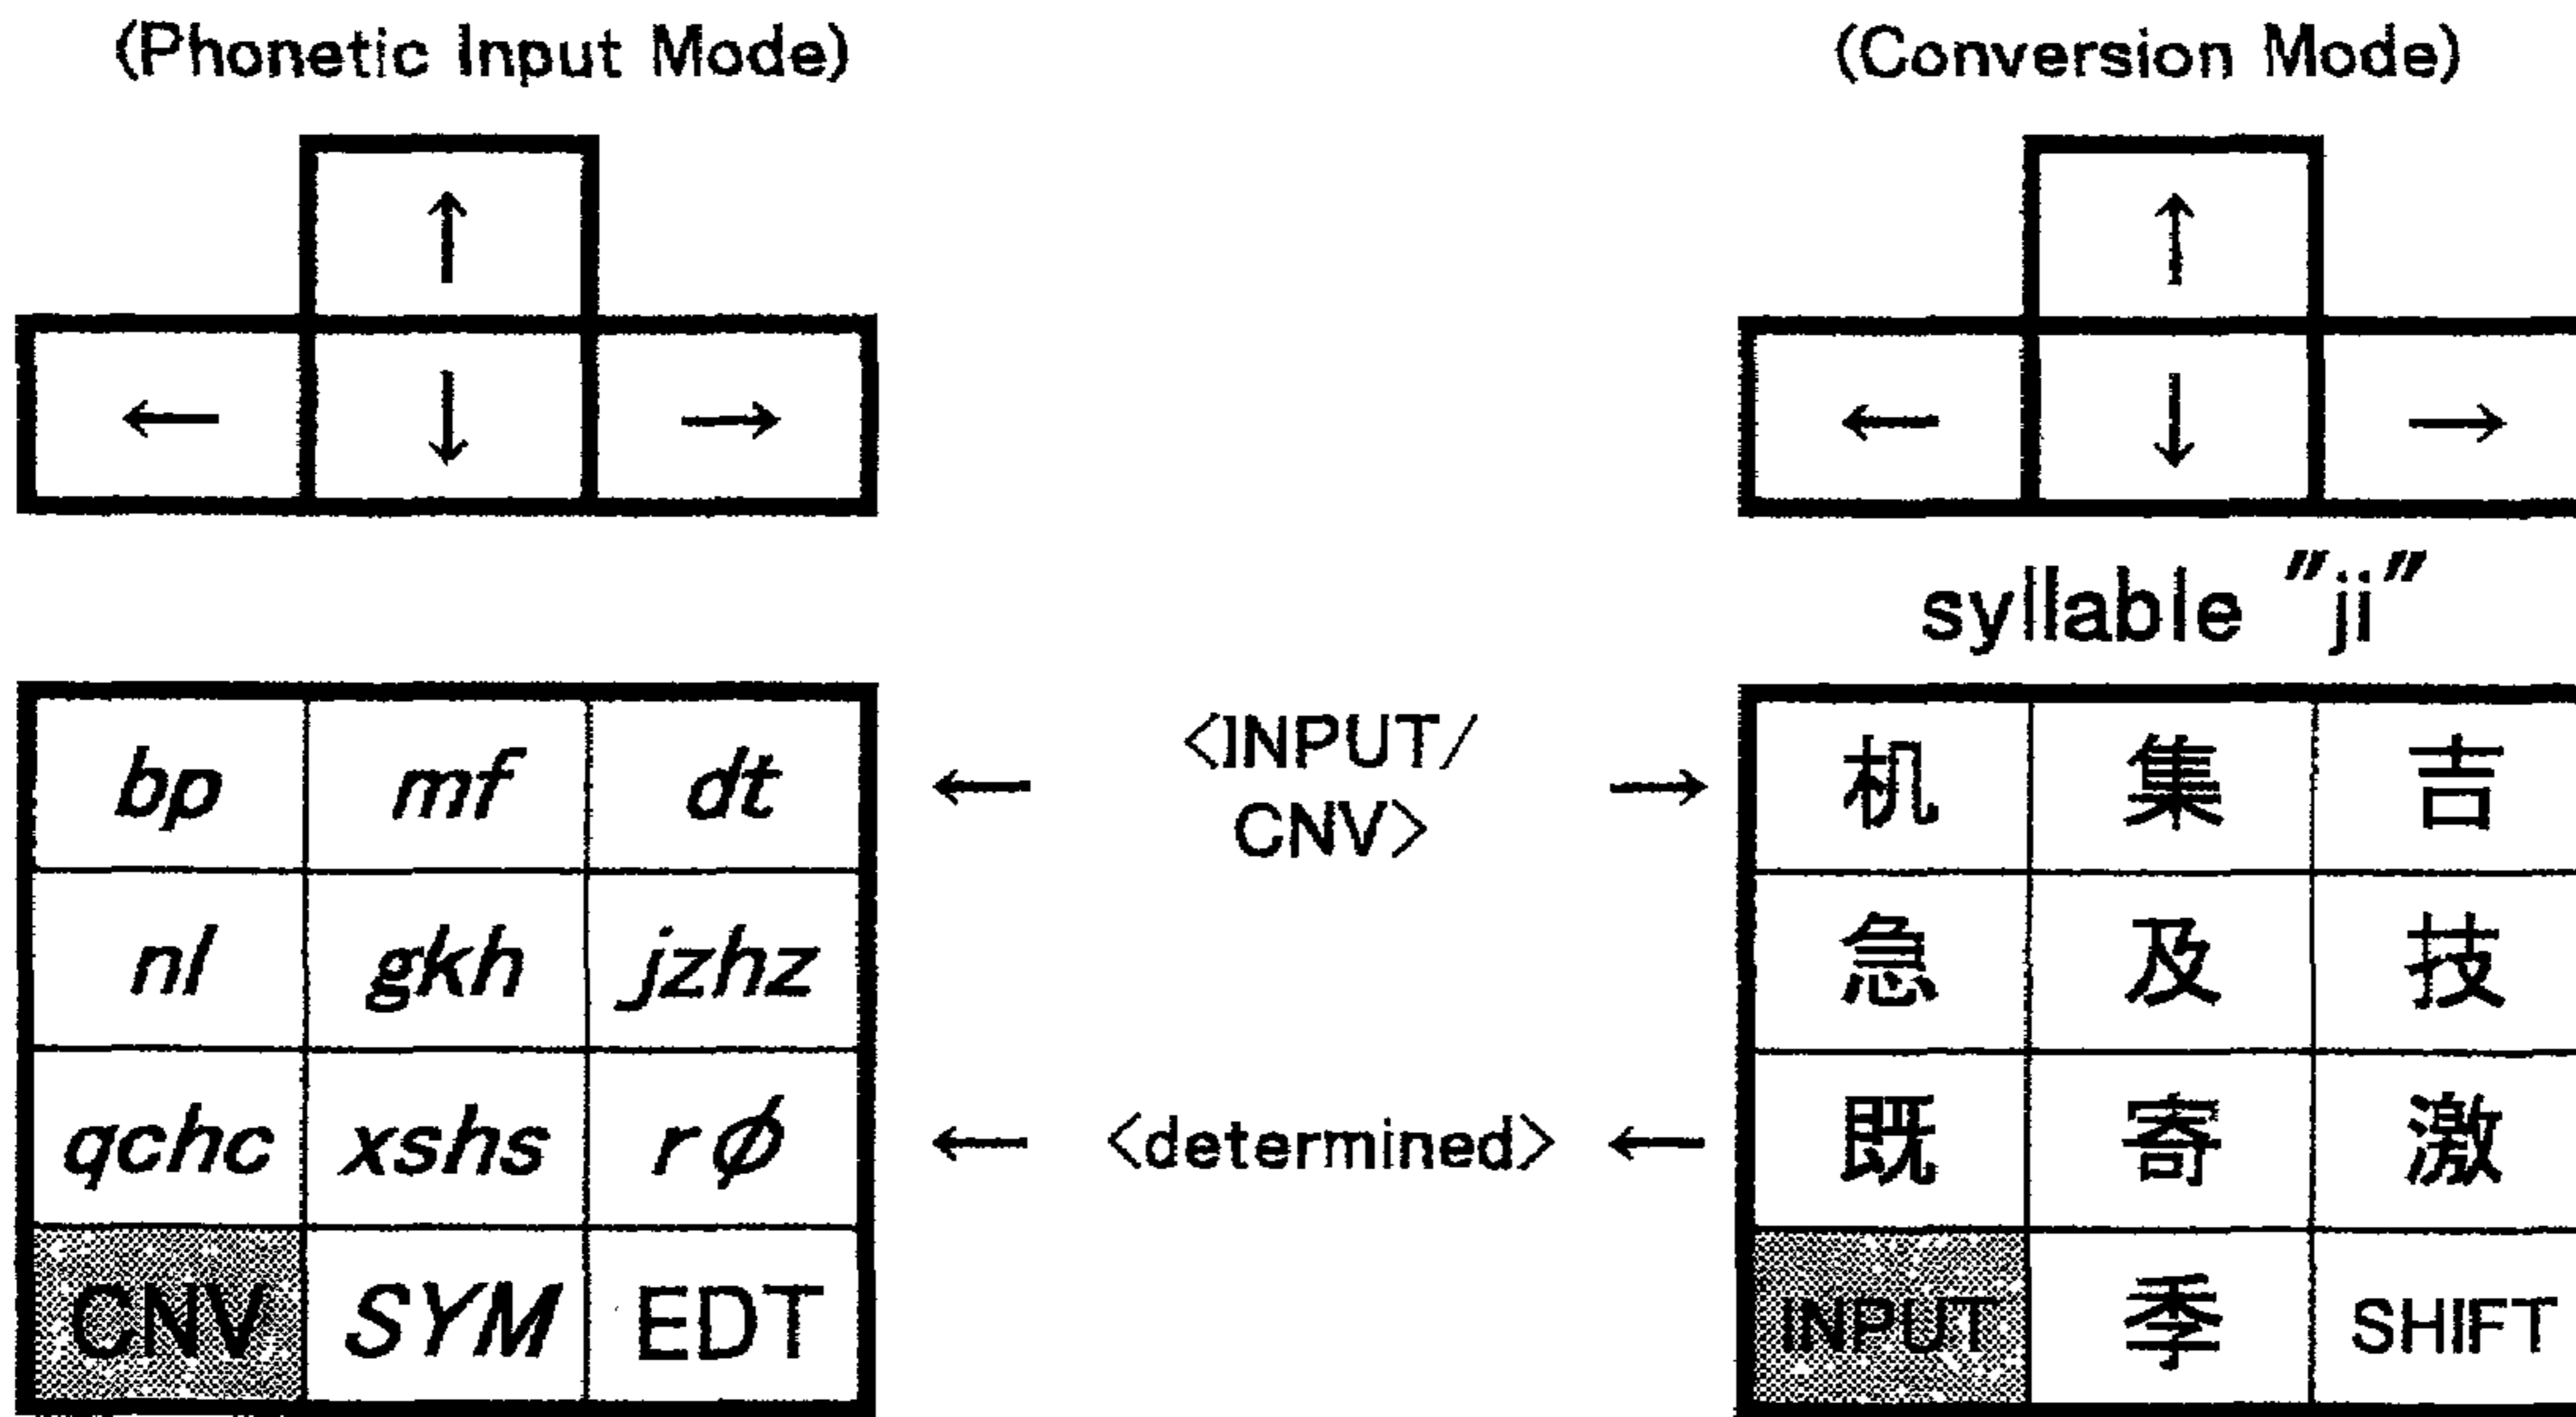 (Phonetic Input Mode)
(Conversion Mode)
↑
↑
← ↓ →
← ↓ →
syllable "ji"
bp mf dt
nl gkh jzhz
qchc xshs rϕ
CNV SYM EDT
← <INPUT/ →
CNV>
← <determined> ←
机 集 吉
急 及 技
既 寄 激
INPUT 季 SHIFT